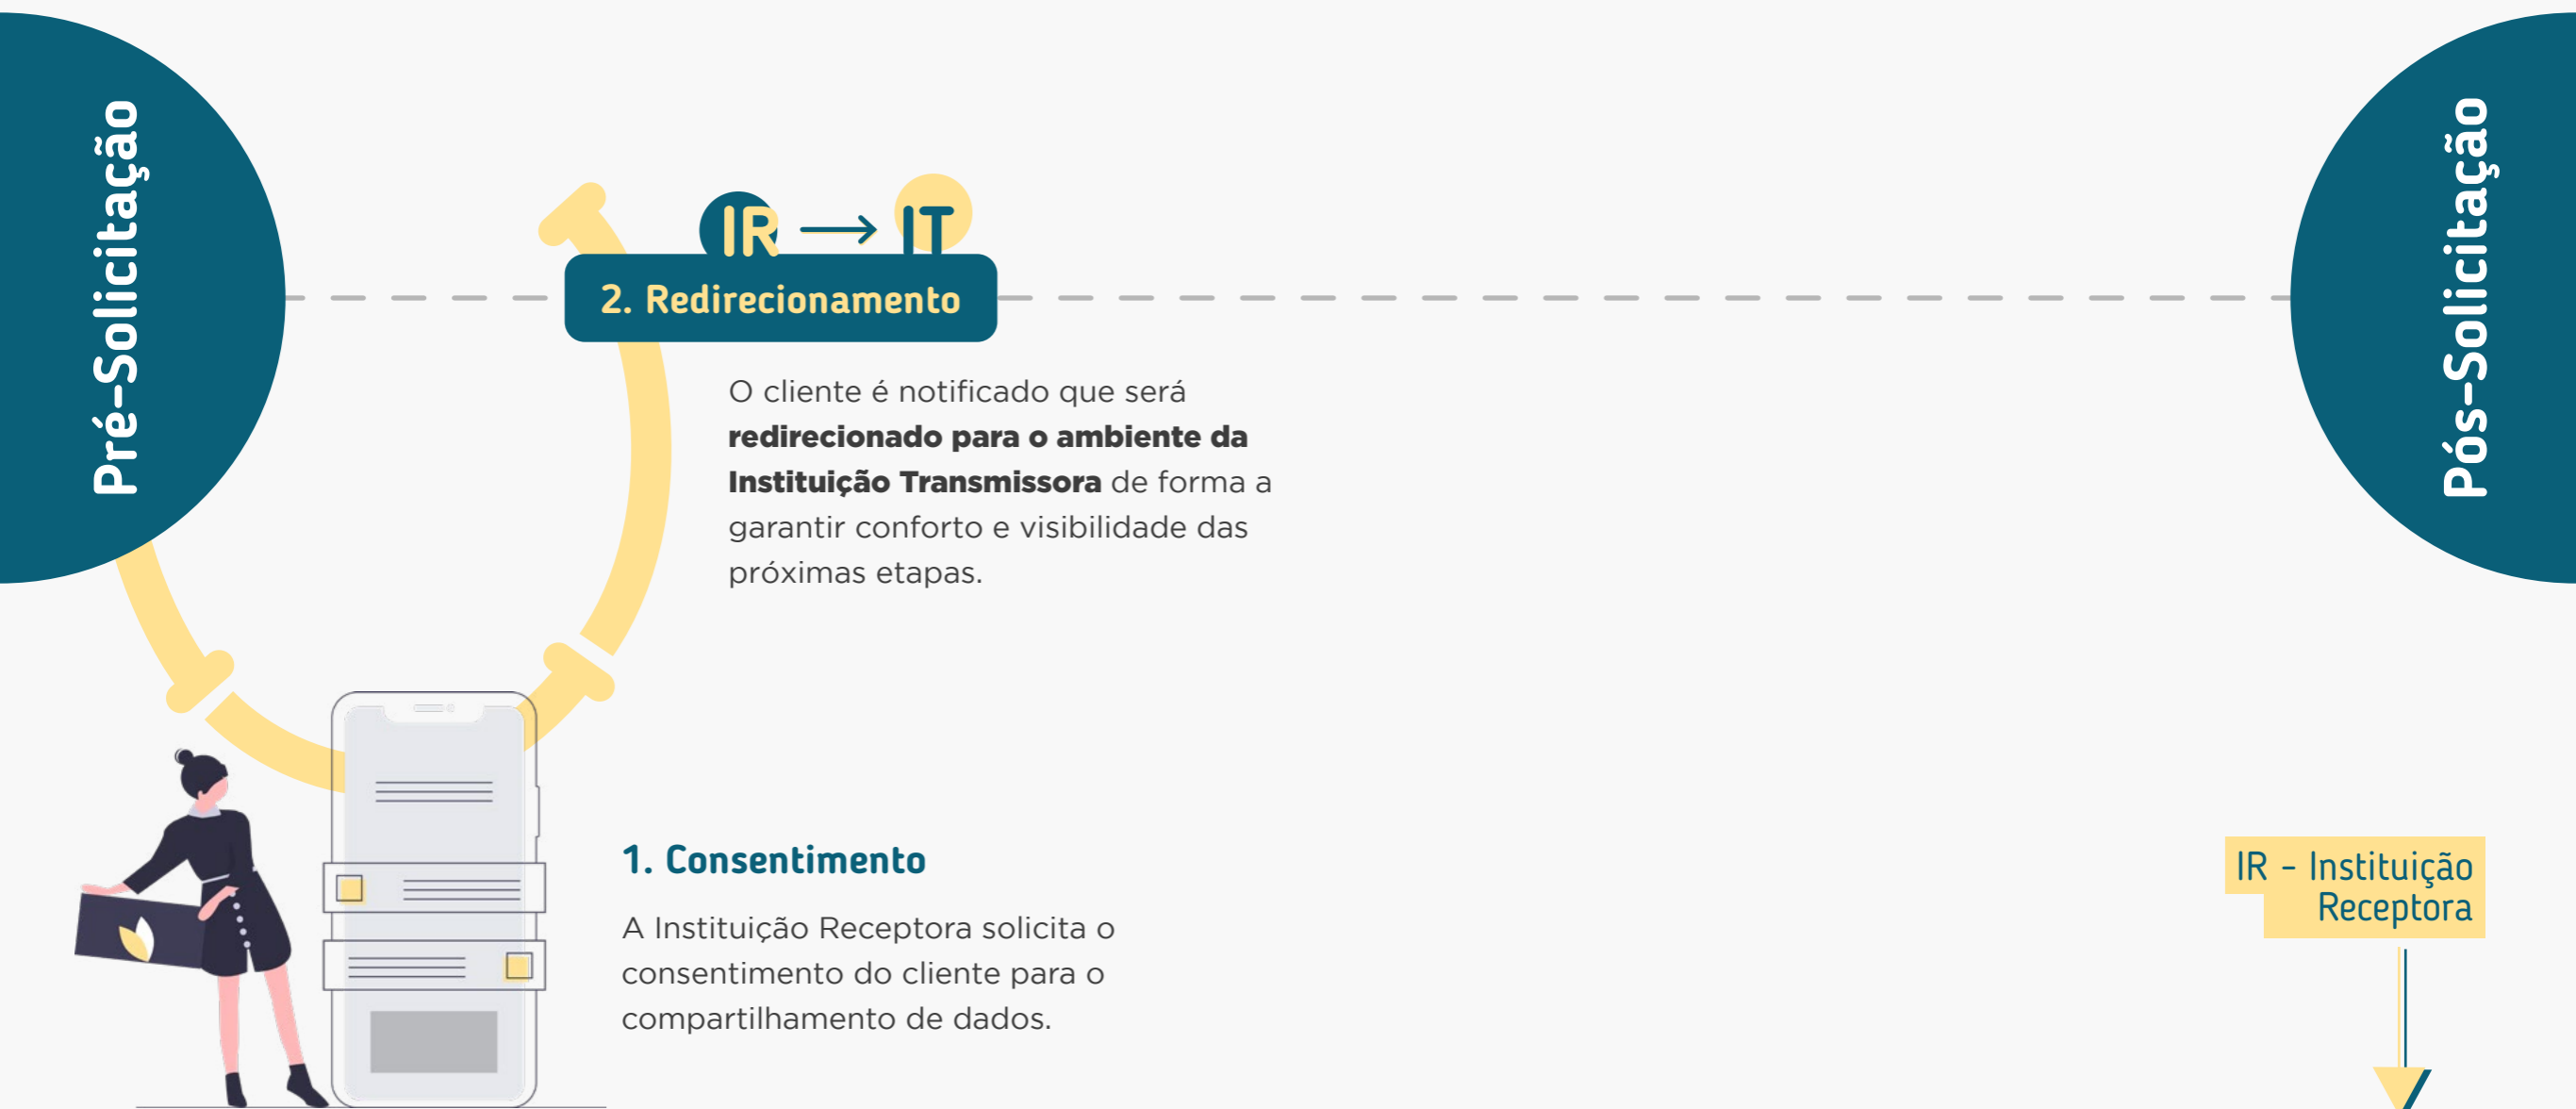 Pré-Solicitação
IR → IT
2. Redirecionamento
O cliente é notificado que será
redirecionado para o ambiente da
Instituição Transmissora de forma a
garantir conforto e visibilidade das
próximas etapas.
1. Consentimento
A Instituição Receptora solicita o
consentimento do cliente para o
compartilhamento de dados.
Pós-Solicitação
IR - Instituição
Receptora